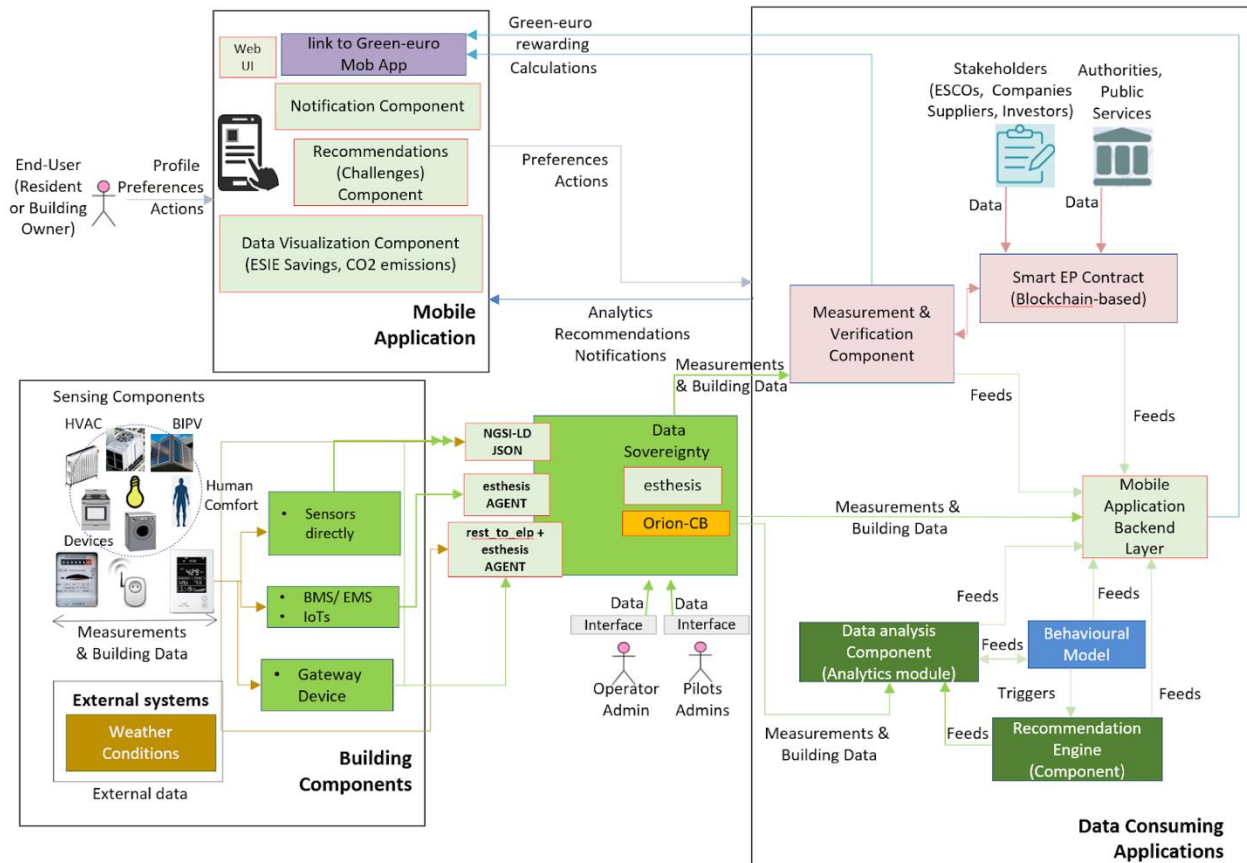 Web
UI
link to Green-euro
Mob App
Notification Component
Recommendations
(Challenges)
Component
Data Visualization Component
(ESIE Savings, CO2 emissions)
Mobile
Application
End-User
(Resident
or Building
Owner)
Profile
Preferences
Actions
Green-euro
rewarding
Calculations
Preferences
Actions
Analytics
Recommendations
Notifications
Stakeholders
(ESCOs, Companies
Suppliers, Investors)
Authorities,
Public
Services
Data
Data
Smart EP Contract
(Blockchain-based)
Measurement &
Verification
Component
Measurements
& Building Data
Feeds
Feeds
Sensing Components
HVAC
BIPV
Human
Comfort
Devices
Measurements
& Building Data
• Sensors
directly
• BMS/ EMS
• IoTs
• Gateway
Device
External systems
Weather
Conditions
External data
Building
Components
NGSI-LD
JSON
esthesis
AGENT
rest_to_elp +
esthesis
AGENT
Data
Sovereignty
esthesis
Orion-CB
Data
Data
Interface
Interface
Operator
Admin
Pilots
Admins
Measurements &
Building Data
Mobile
Application
Backend
Layer
Feeds
Feeds
Data analysis
Component
(Analytics module)
Feeds
Behavioural
Model
Triggers
Feeds
Measurements &
Building Data
Feeds
Recommendation
Engine
(Component)
Data Consuming
Applications